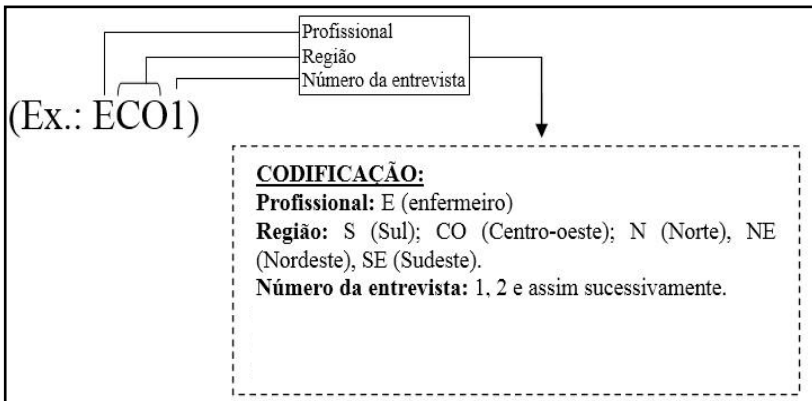 Profissional
Região
Número da entrevista
(Ex.: ECO1)
CODIFICAÇÃO:
Profissional: E (enfermeiro)
Região: S (Sul); CO (Centro-oeste); N (Norte), NE
(Nordeste), SE (Sudeste).
Número da entrevista: 1, 2 e assim sucessivamente.